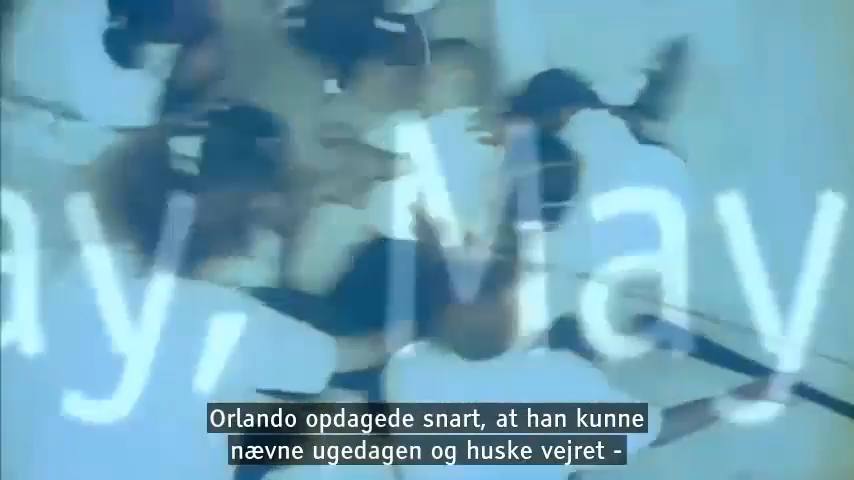 ay, May
Orlando opdagede snart, at han kunne
nævne ugedagen og huske vejret -